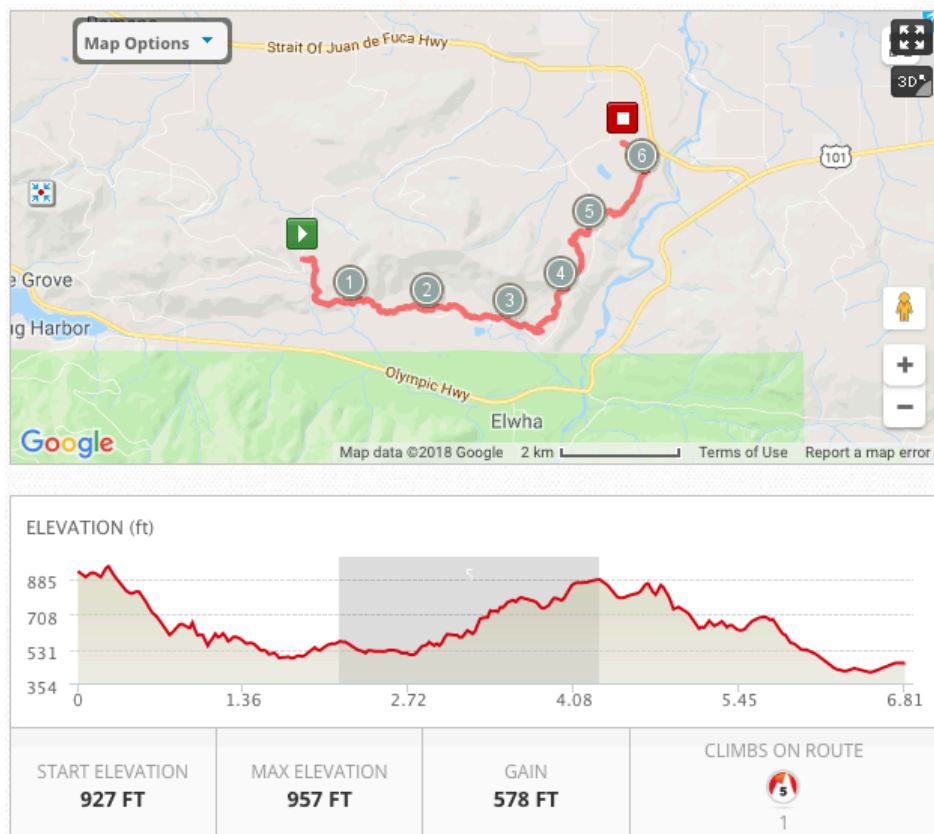 Map Options
Strait Of Juan de Fuca Hwy
3D
101
6
5
4
1
2
3
e Grove
ng Harbor
Olympic Hwy
Elwha
Google
Map data ©2018 Google 2 km Terms of Use Report a map error
+
−
ELEVATION (ft)
5
885
708
531
354
0 1.36 2.72 4.08 5.45 6.81
START ELEVATION
927 FT
MAX ELEVATION
957 FT
GAIN
578 FT
CLIMBS ON ROUTE
5
1